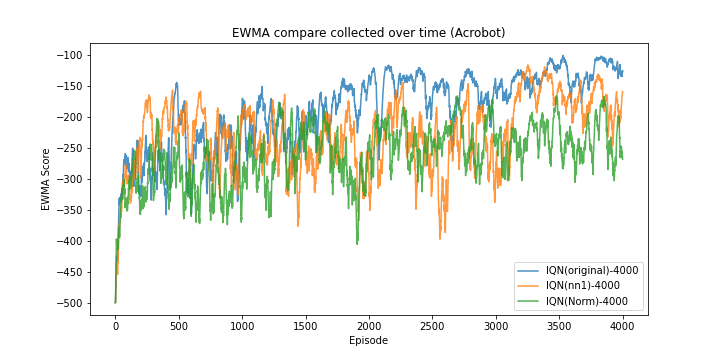 EWMA compare collected over time (Acrobot)
EWMA Score
−100
−150
−200
−250
−300
−350
−400
−450
−500
0 500 1000 1500 2000 2500 3000 3500 4000
Episode
IQN(original)-4000
IQN(nn1)-4000
IQN(Norm)-4000